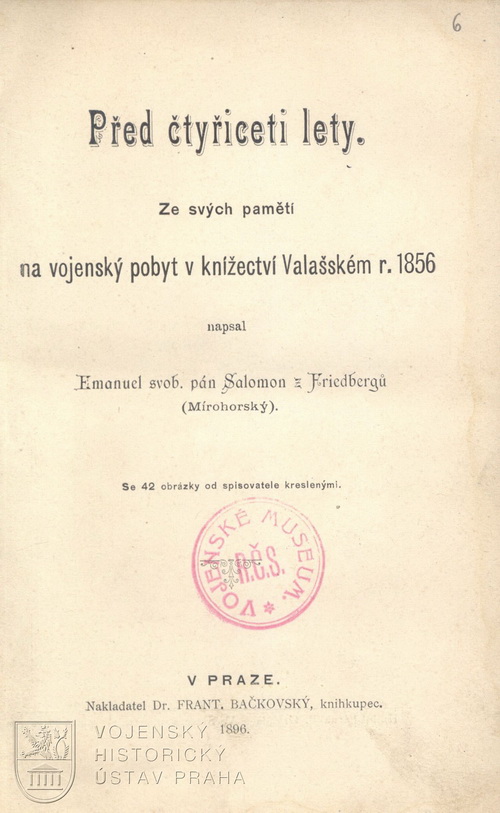 6
Před čtyřiceti lety.
Ze svých pamětí
na vojenský pobyt v knížectví Valašském r. 1856
napsal
Emanuel svob. pán Salomon z Friedbergů
(Mírohorský).
Se 42 obrázky od spisovatele kreslenými.
VOJENSKÉ MUSEUM.
R.Č.S.
V PRAZE.
Nakladatel Dr. FRANT. BAČKOVSKÝ, knihkupec.
1896.
VOJENSKÝ
HISTORICKÝ
ÚSTAV PRAHA